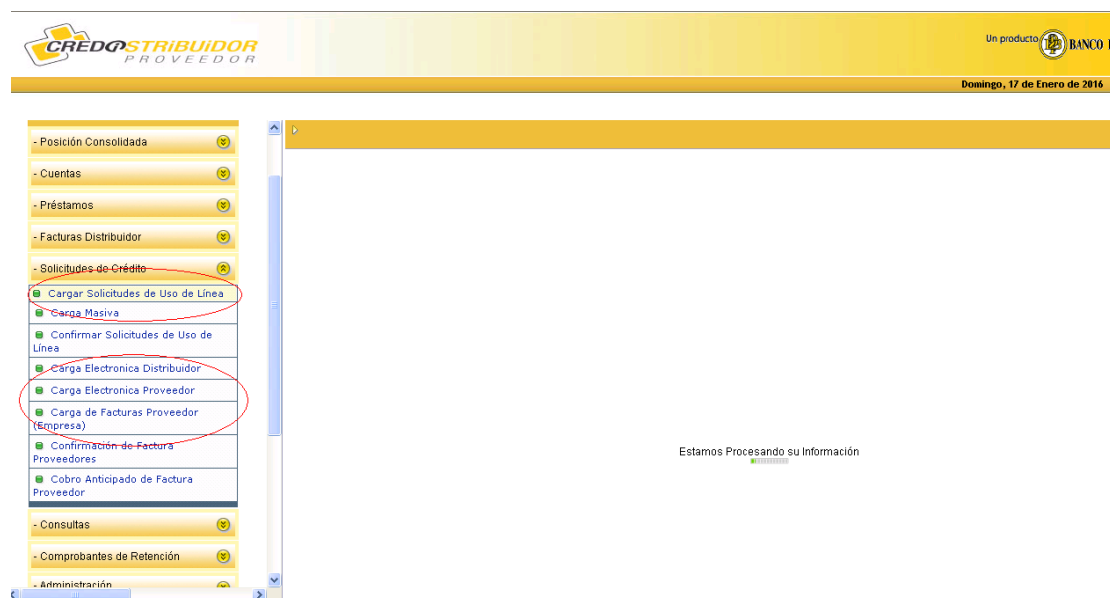 CREDISTRIBUIDOR
PROVEEDOR
Un producto
BANCO
Domingo, 17 de Enero de 2016
- Posición Consolidada
- Cuentas
- Préstamos
- Facturas Distribuidor
- Solicitudes de Crédito
Cargar Solicitudes de Uso de Línea
Carga Masiva
Confirmar Solicitudes de Uso de
Línea
Carga Electronica Distribuidor
Carga Electronica Proveedor
Carga de Facturas Proveedor
(Empresa)
Confirmación de Factura
Proveedores
Cobro Anticipado de Factura
Proveedor
- Consultas
- Comprobantes de Retención
- Administración
Estamos Procesando su Información